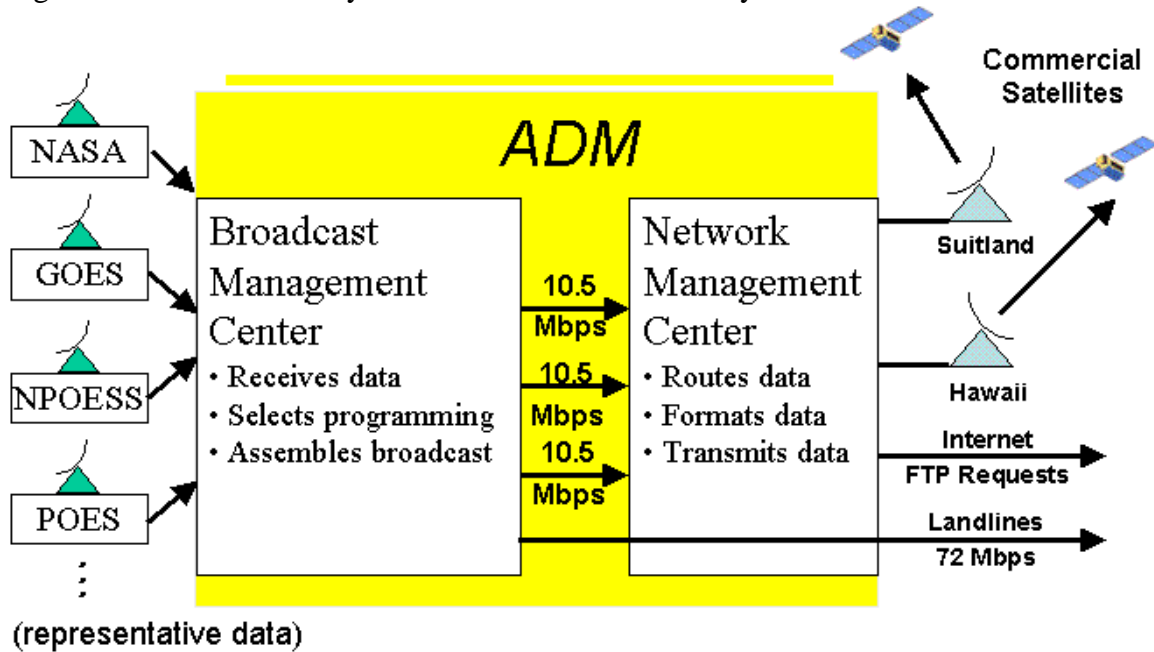 ADM
Commercial
Satellites
NASA
GOES
NPOESS
POES
(representative data)
Broadcast
Management
Center
• Receives data
• Selects programming
• Assembles broadcast
10.5
Mbps
10.5
Mbps
10.5
Mbps
Network
Management
Center
• Routes data
• Formats data
• Transmits data
Suitland
Hawaii
Internet
FTP Requests
Landlines
72 Mbps